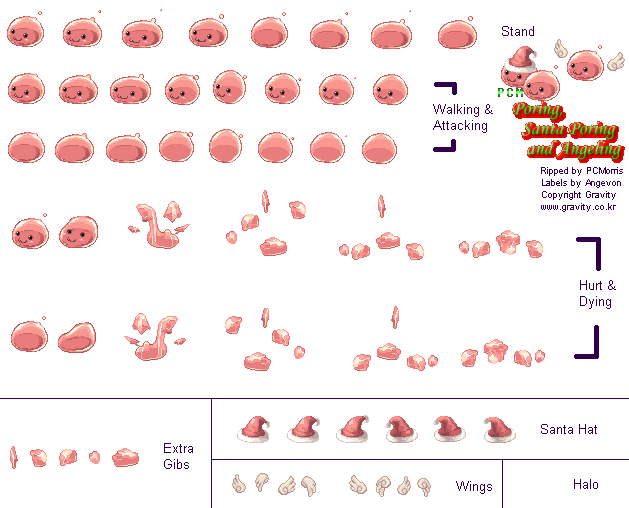 Stand
PCM
Poring,
Santa Poring
and Angeling
Walking &
Attacking
Ripped by PCMorris
Labels by Angevon
Copyright Gravity
www.gravity.co.kr
Hurt &
Dying
Extra
Gibs
Santa Hat
Wings
Halo